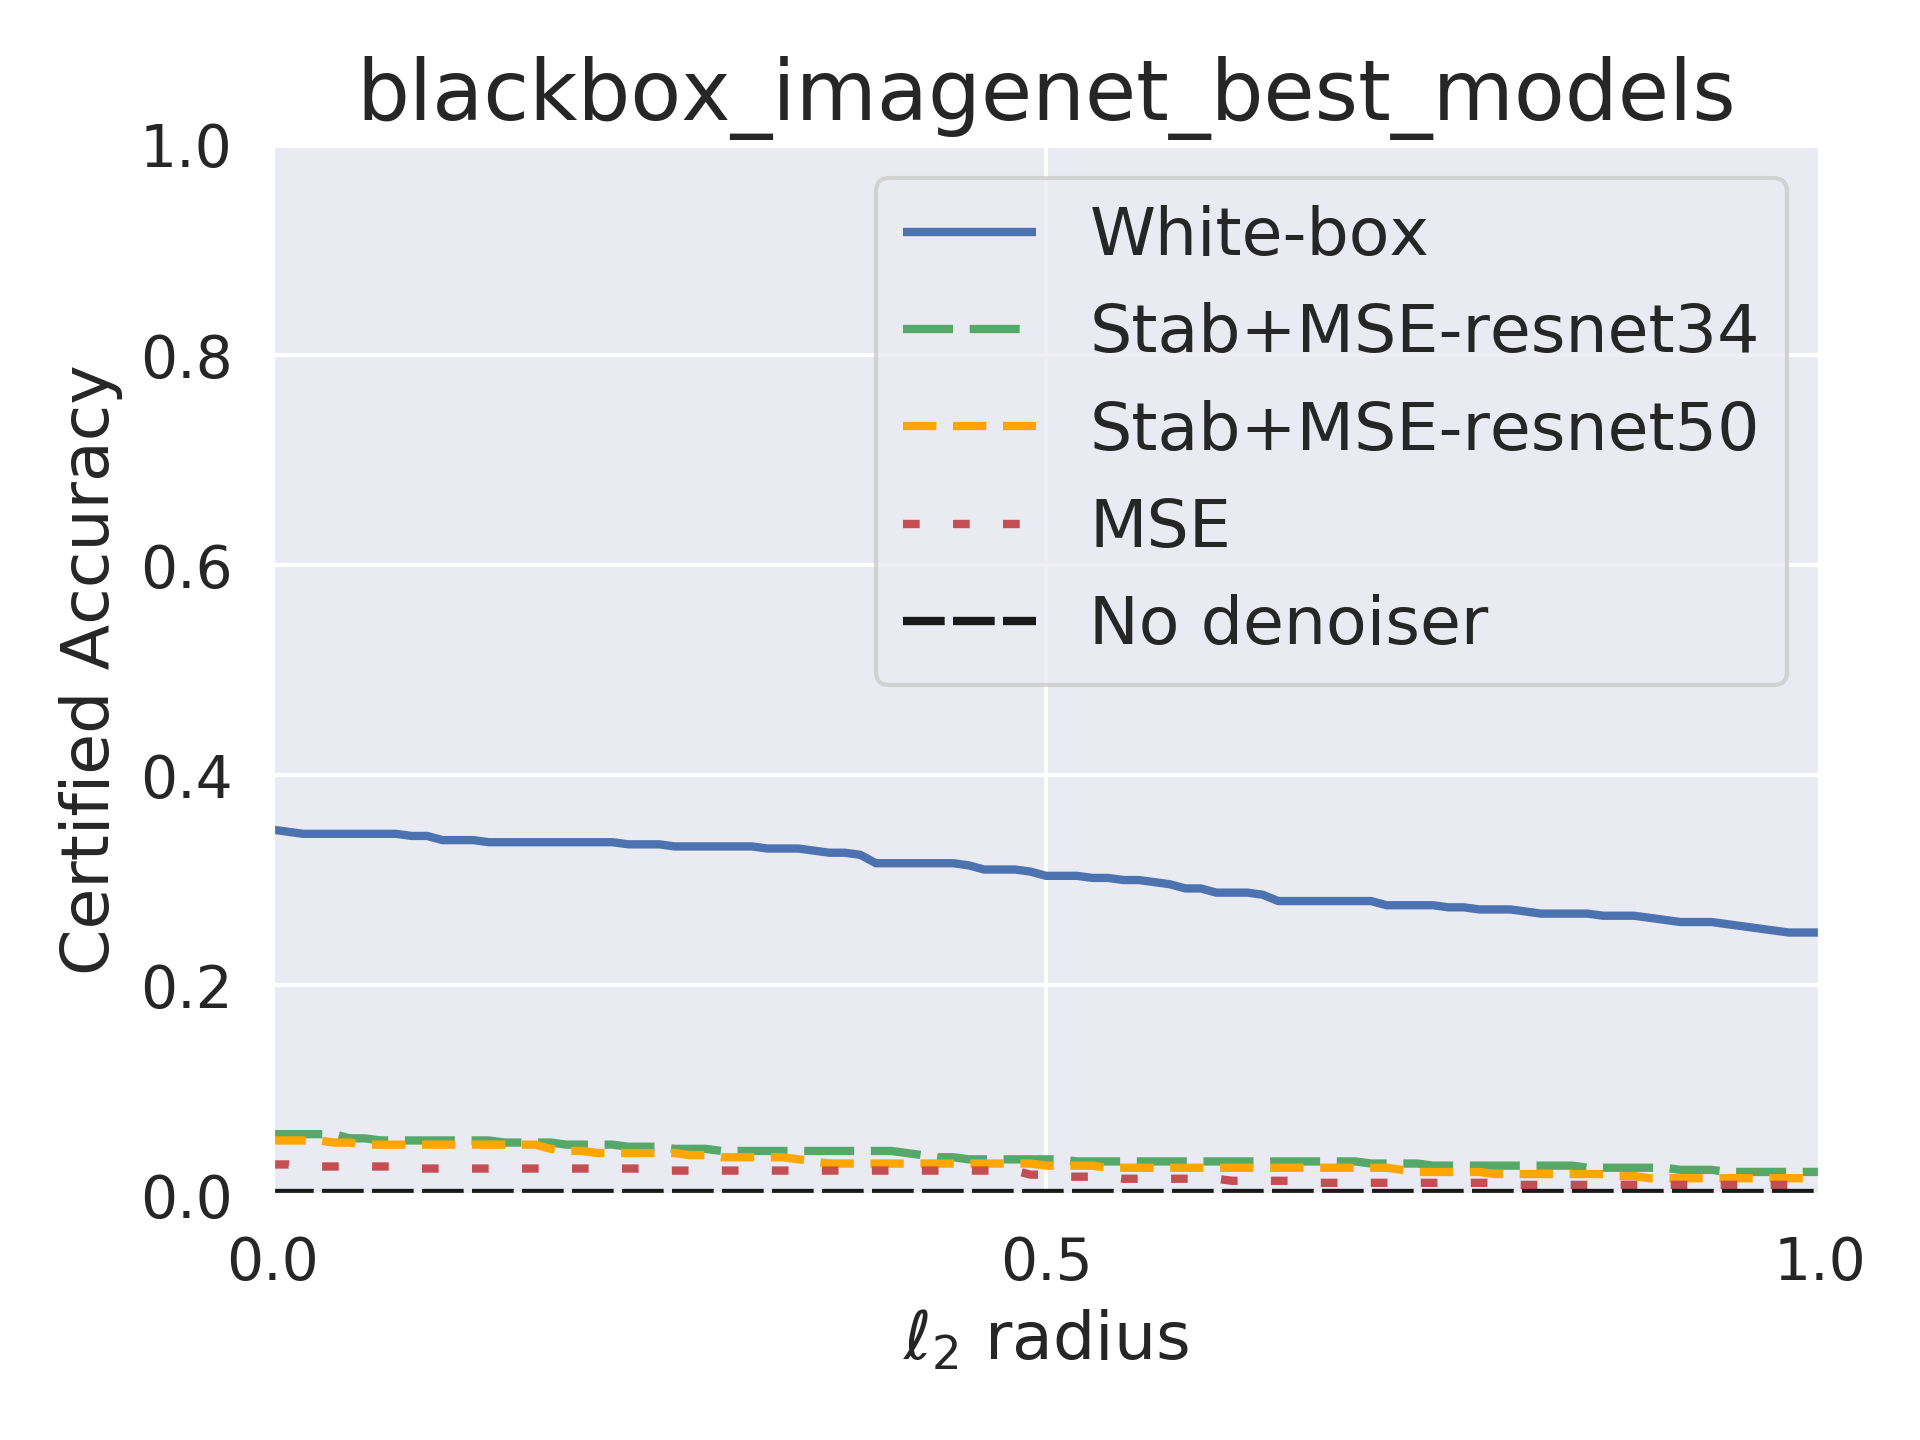 blackbox_imagenet_best_models
1.0
0.8
0.6
0.4
0.2
0.0
Certified Accuracy
White-box
Stab+MSE-resnet34
Stab+MSE-resnet50
MSE
No denoiser
0.0 0.5 1.0
ℓ₂ radius